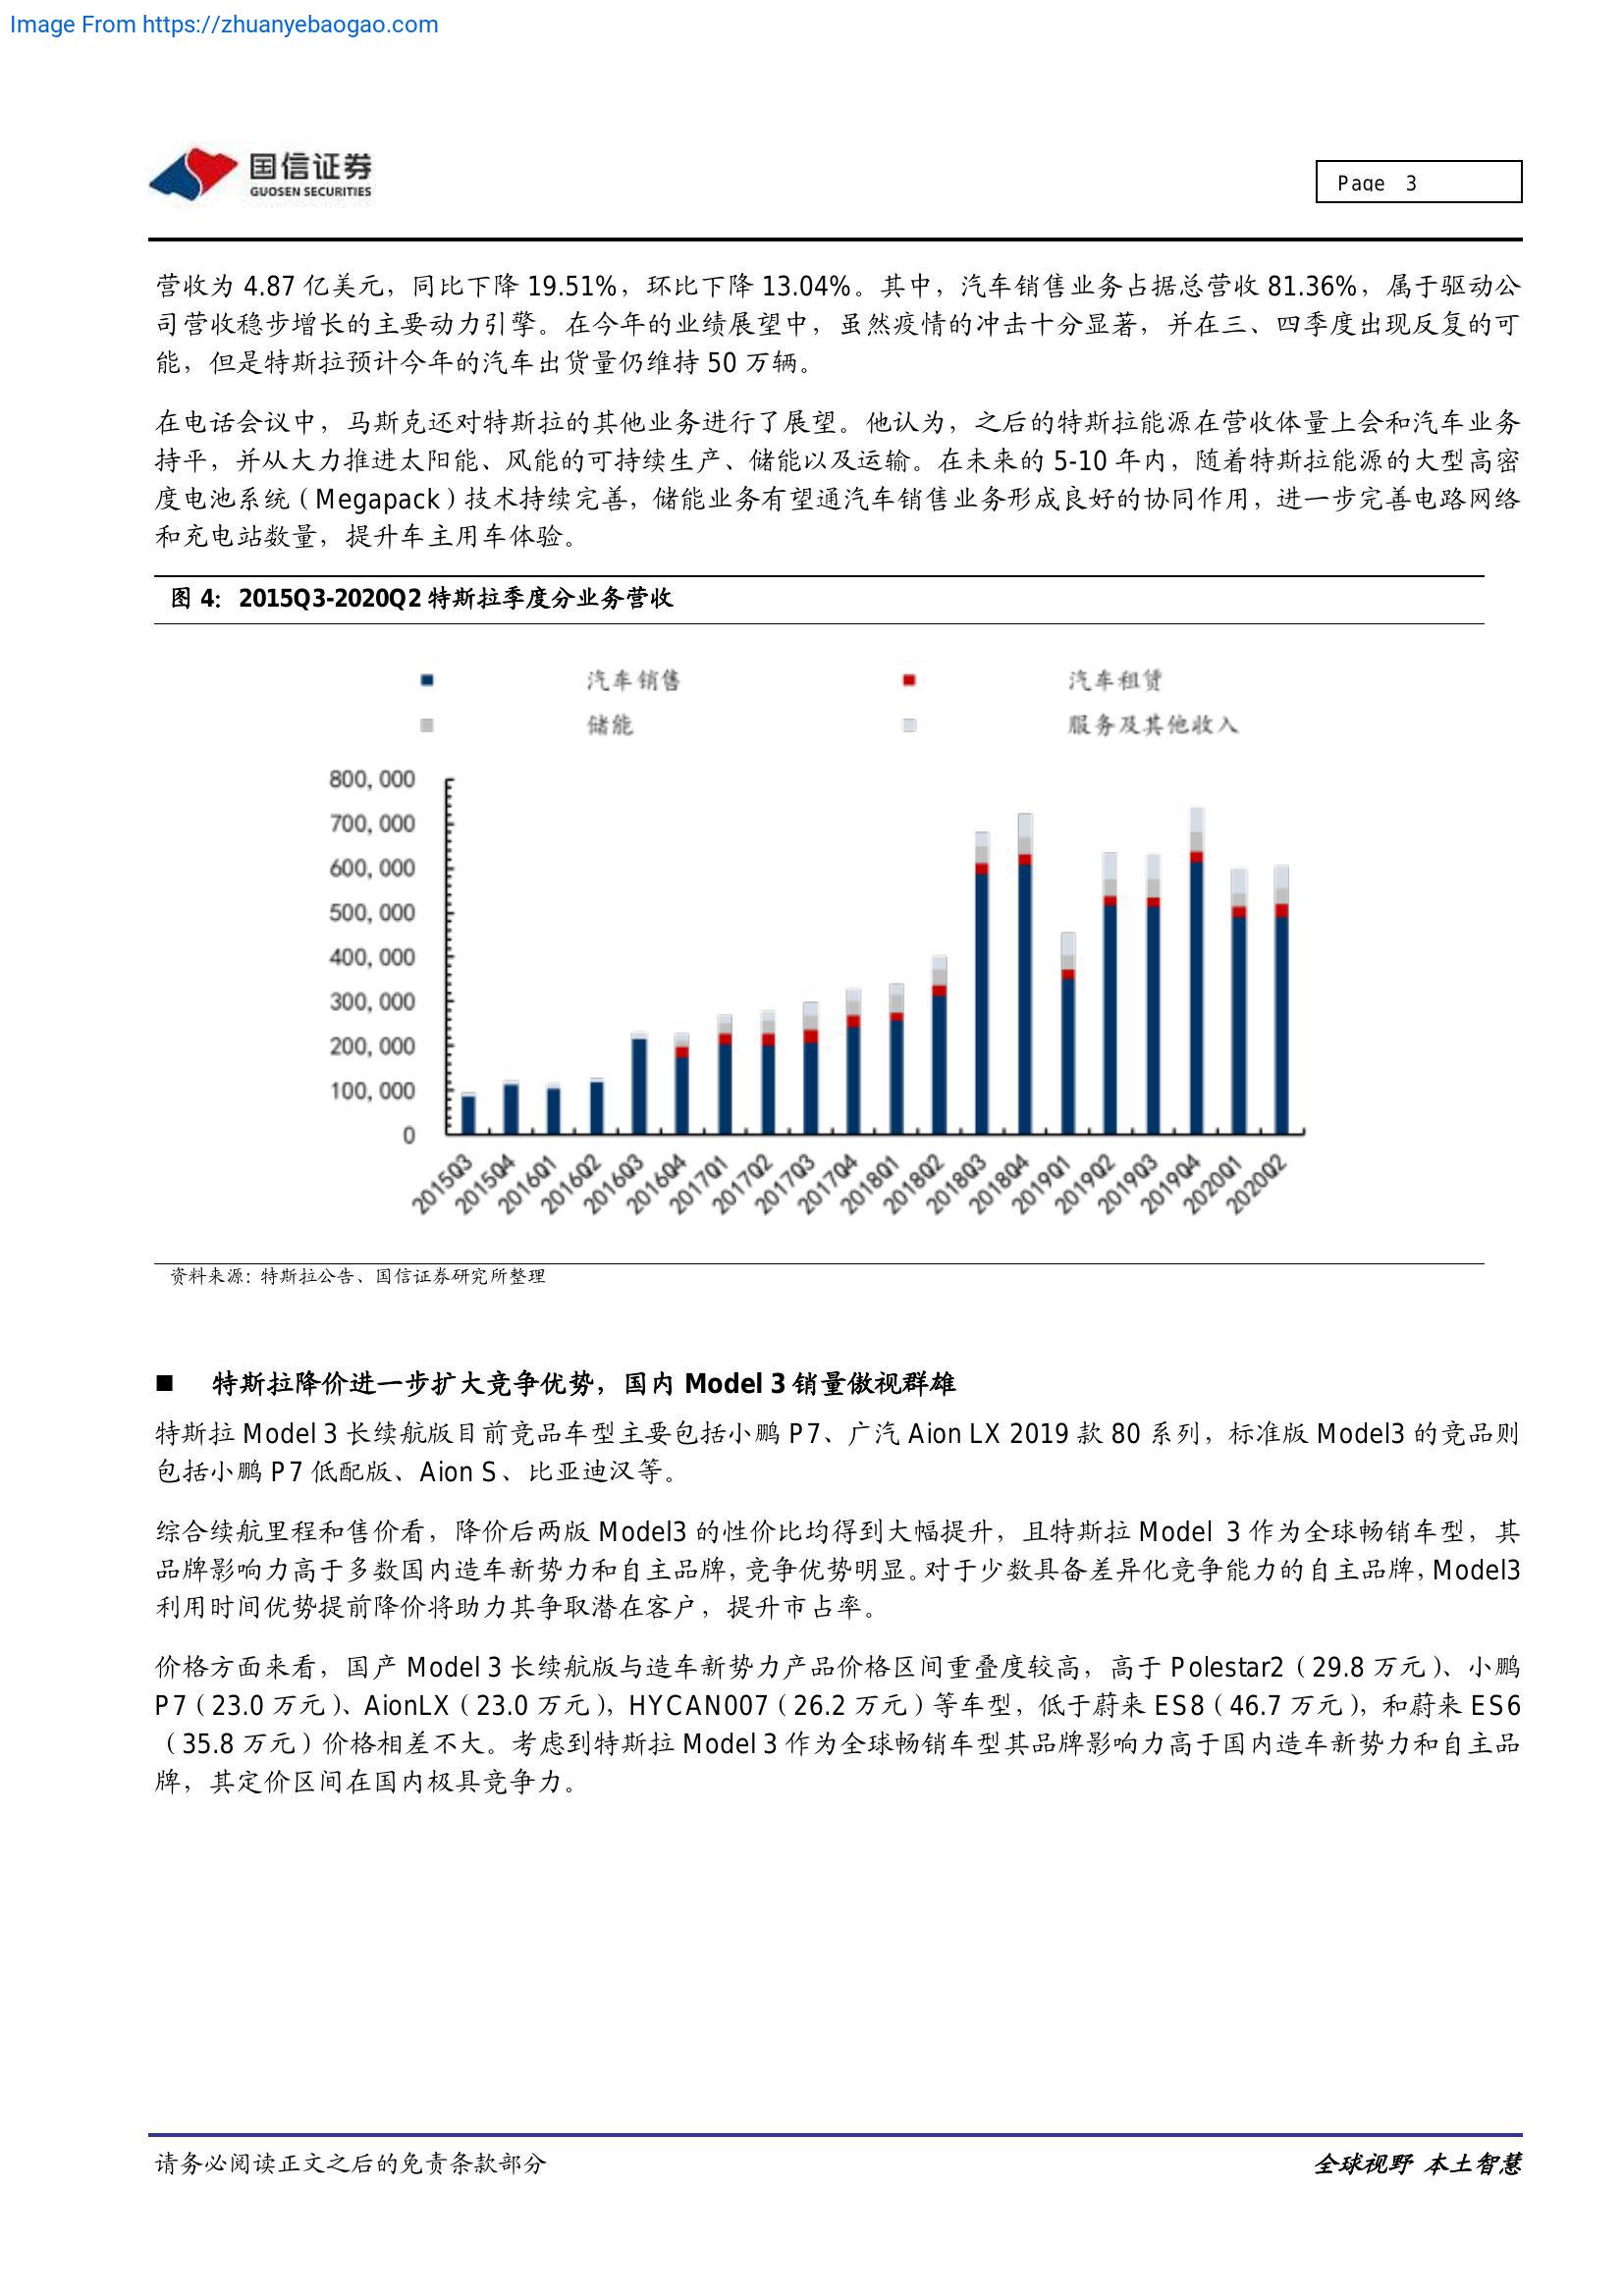 Image From https://zhuanyebaogao.com
国信证券
GUOSEN SECURITIES
Page 3
营收为 4.87 亿美元，同比下降 19.51%，环比下降 13.04%。其中，汽车销售业务占据总营收 81.36%，属于驱动公
司营收稳步增长的主要动力引擎。在今年的业绩展望中，虽然疫情的冲击十分显著，并在三、四季度出现反复的可
能，但是特斯拉预计今年的汽车出货量仍维持 50 万辆。
在电话会议中，马斯克还对特斯拉的其他业务进行了展望。他认为，之后的特斯拉能源在营收体量上会和汽车业务
持平，并从大力推进太阳能、风能的可持续生产、储能以及运输。在未来的 5-10 年内，随着特斯拉能源的大型高密
度电池系统（Megapack）技术持续完善，储能业务有望通汽车销售业务形成良好的协同作用，进一步完善电路网络
和充电站数量，提升车主用车体验。
图 4：2015Q3-2020Q2 特斯拉季度分业务营收
汽车销售
汽车租赁
储能
服务及其他收入
800,000
700,000
600,000
500,000
400,000
300,000
200,000
100,000
0
2015Q3
2015Q4
2016Q1
2016Q2
2016Q3
2016Q4
2017Q1
2017Q2
2017Q3
2017Q4
2018Q1
2018Q2
2018Q3
2018Q4
2019Q1
2019Q2
2019Q3
2019Q4
2020Q1
2020Q2
资料来源：特斯拉公告、国信证券研究所整理
■ 特斯拉降价进一步扩大竞争优势，国内 Model 3 销量傲视群雄
特斯拉 Model 3 长续航版目前竞品车型主要包括小鹏 P7、广汽 Aion LX 2019 款 80 系列，标准版 Model3 的竞品则
包括小鹏 P7 低配版、Aion S、比亚迪汉等。
综合续航里程和售价看，降价后两版 Model3 的性价比均得到大幅提升，且特斯拉 Model 3 作为全球畅销车型，其
品牌影响力高于多数国内造车新势力和自主品牌，竞争优势明显。对于少数具备差异化竞争能力的自主品牌，Model3
利用时间优势提前降价将助力其争取潜在客户，提升市占率。
价格方面来看，国产 Model 3 长续航版与造车新势力产品价格区间重叠度较高，高于 Polestar2（29.8 万元）、小鹏
P7（23.0 万元）、AionLX（23.0 万元），HYCAN007（26.2 万元）等车型，低于蔚来 ES8（46.7 万元），和蔚来 ES6
（35.8 万元）价格相差不大。考虑到特斯拉 Model 3 作为全球畅销车型其品牌影响力高于国内造车新势力和自主品
牌，其定价区间在国内极具竞争力。
请务必阅读正文之后的免责条款部分
全球视野 本土智慧